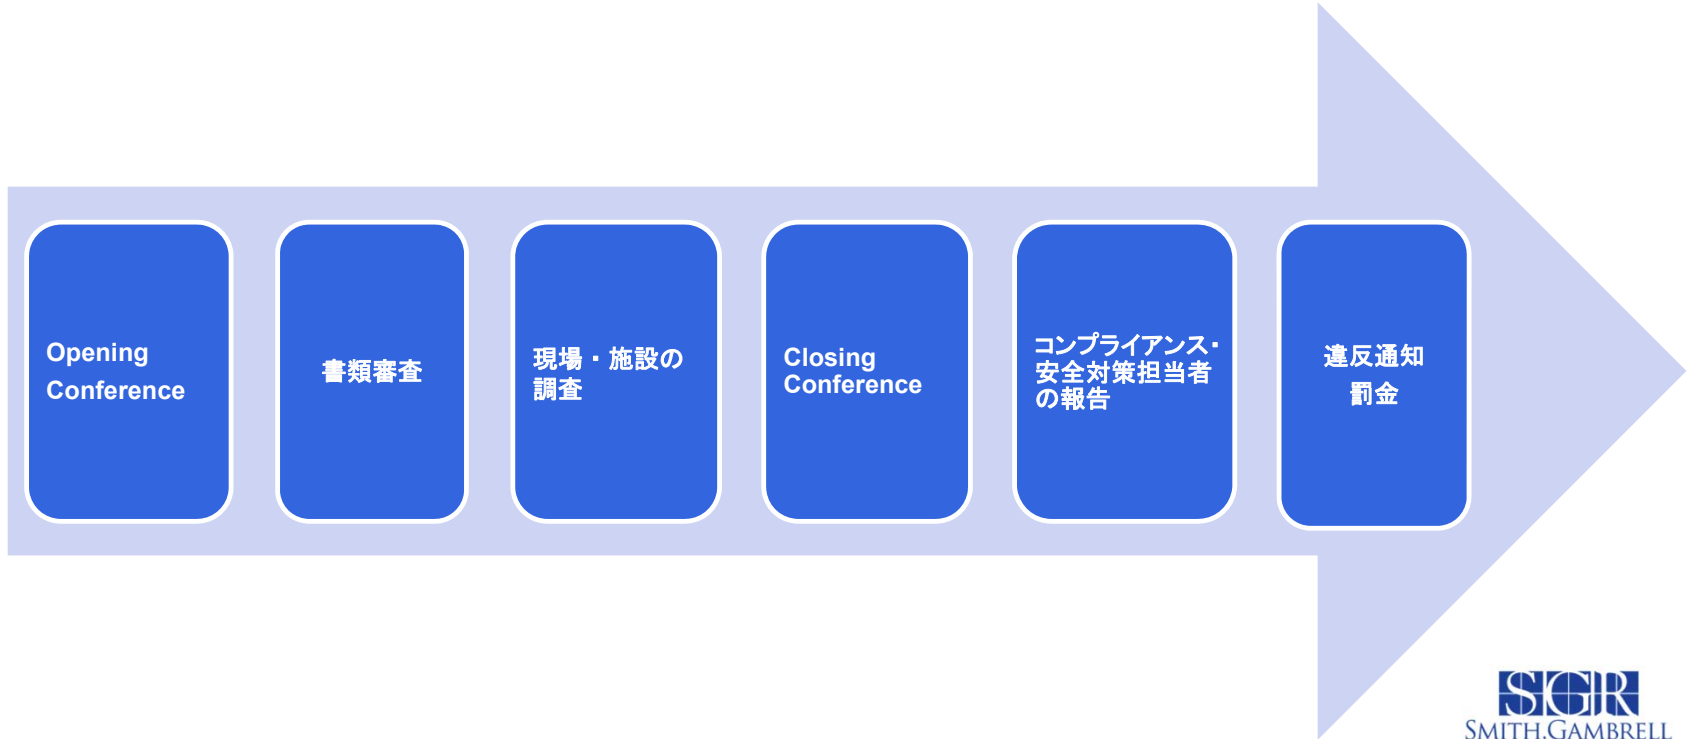 Opening
Conference
書類審査
現場・施設の
調査
Closing
Conference
コンプライアンス・
安全対策担当者
の報告
違反通知
罰金
SGR
SMITH, GAMBRELL